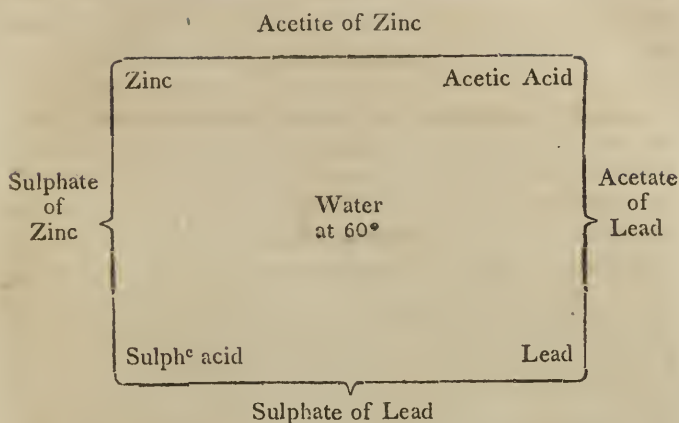 Acetite of Zinc
Zinc Acetic Acid
Sulphate
of
Zinc
Water
at 60°
Acetate
of
Lead
Sulphᶜ acid Lead
Sulphate of Lead